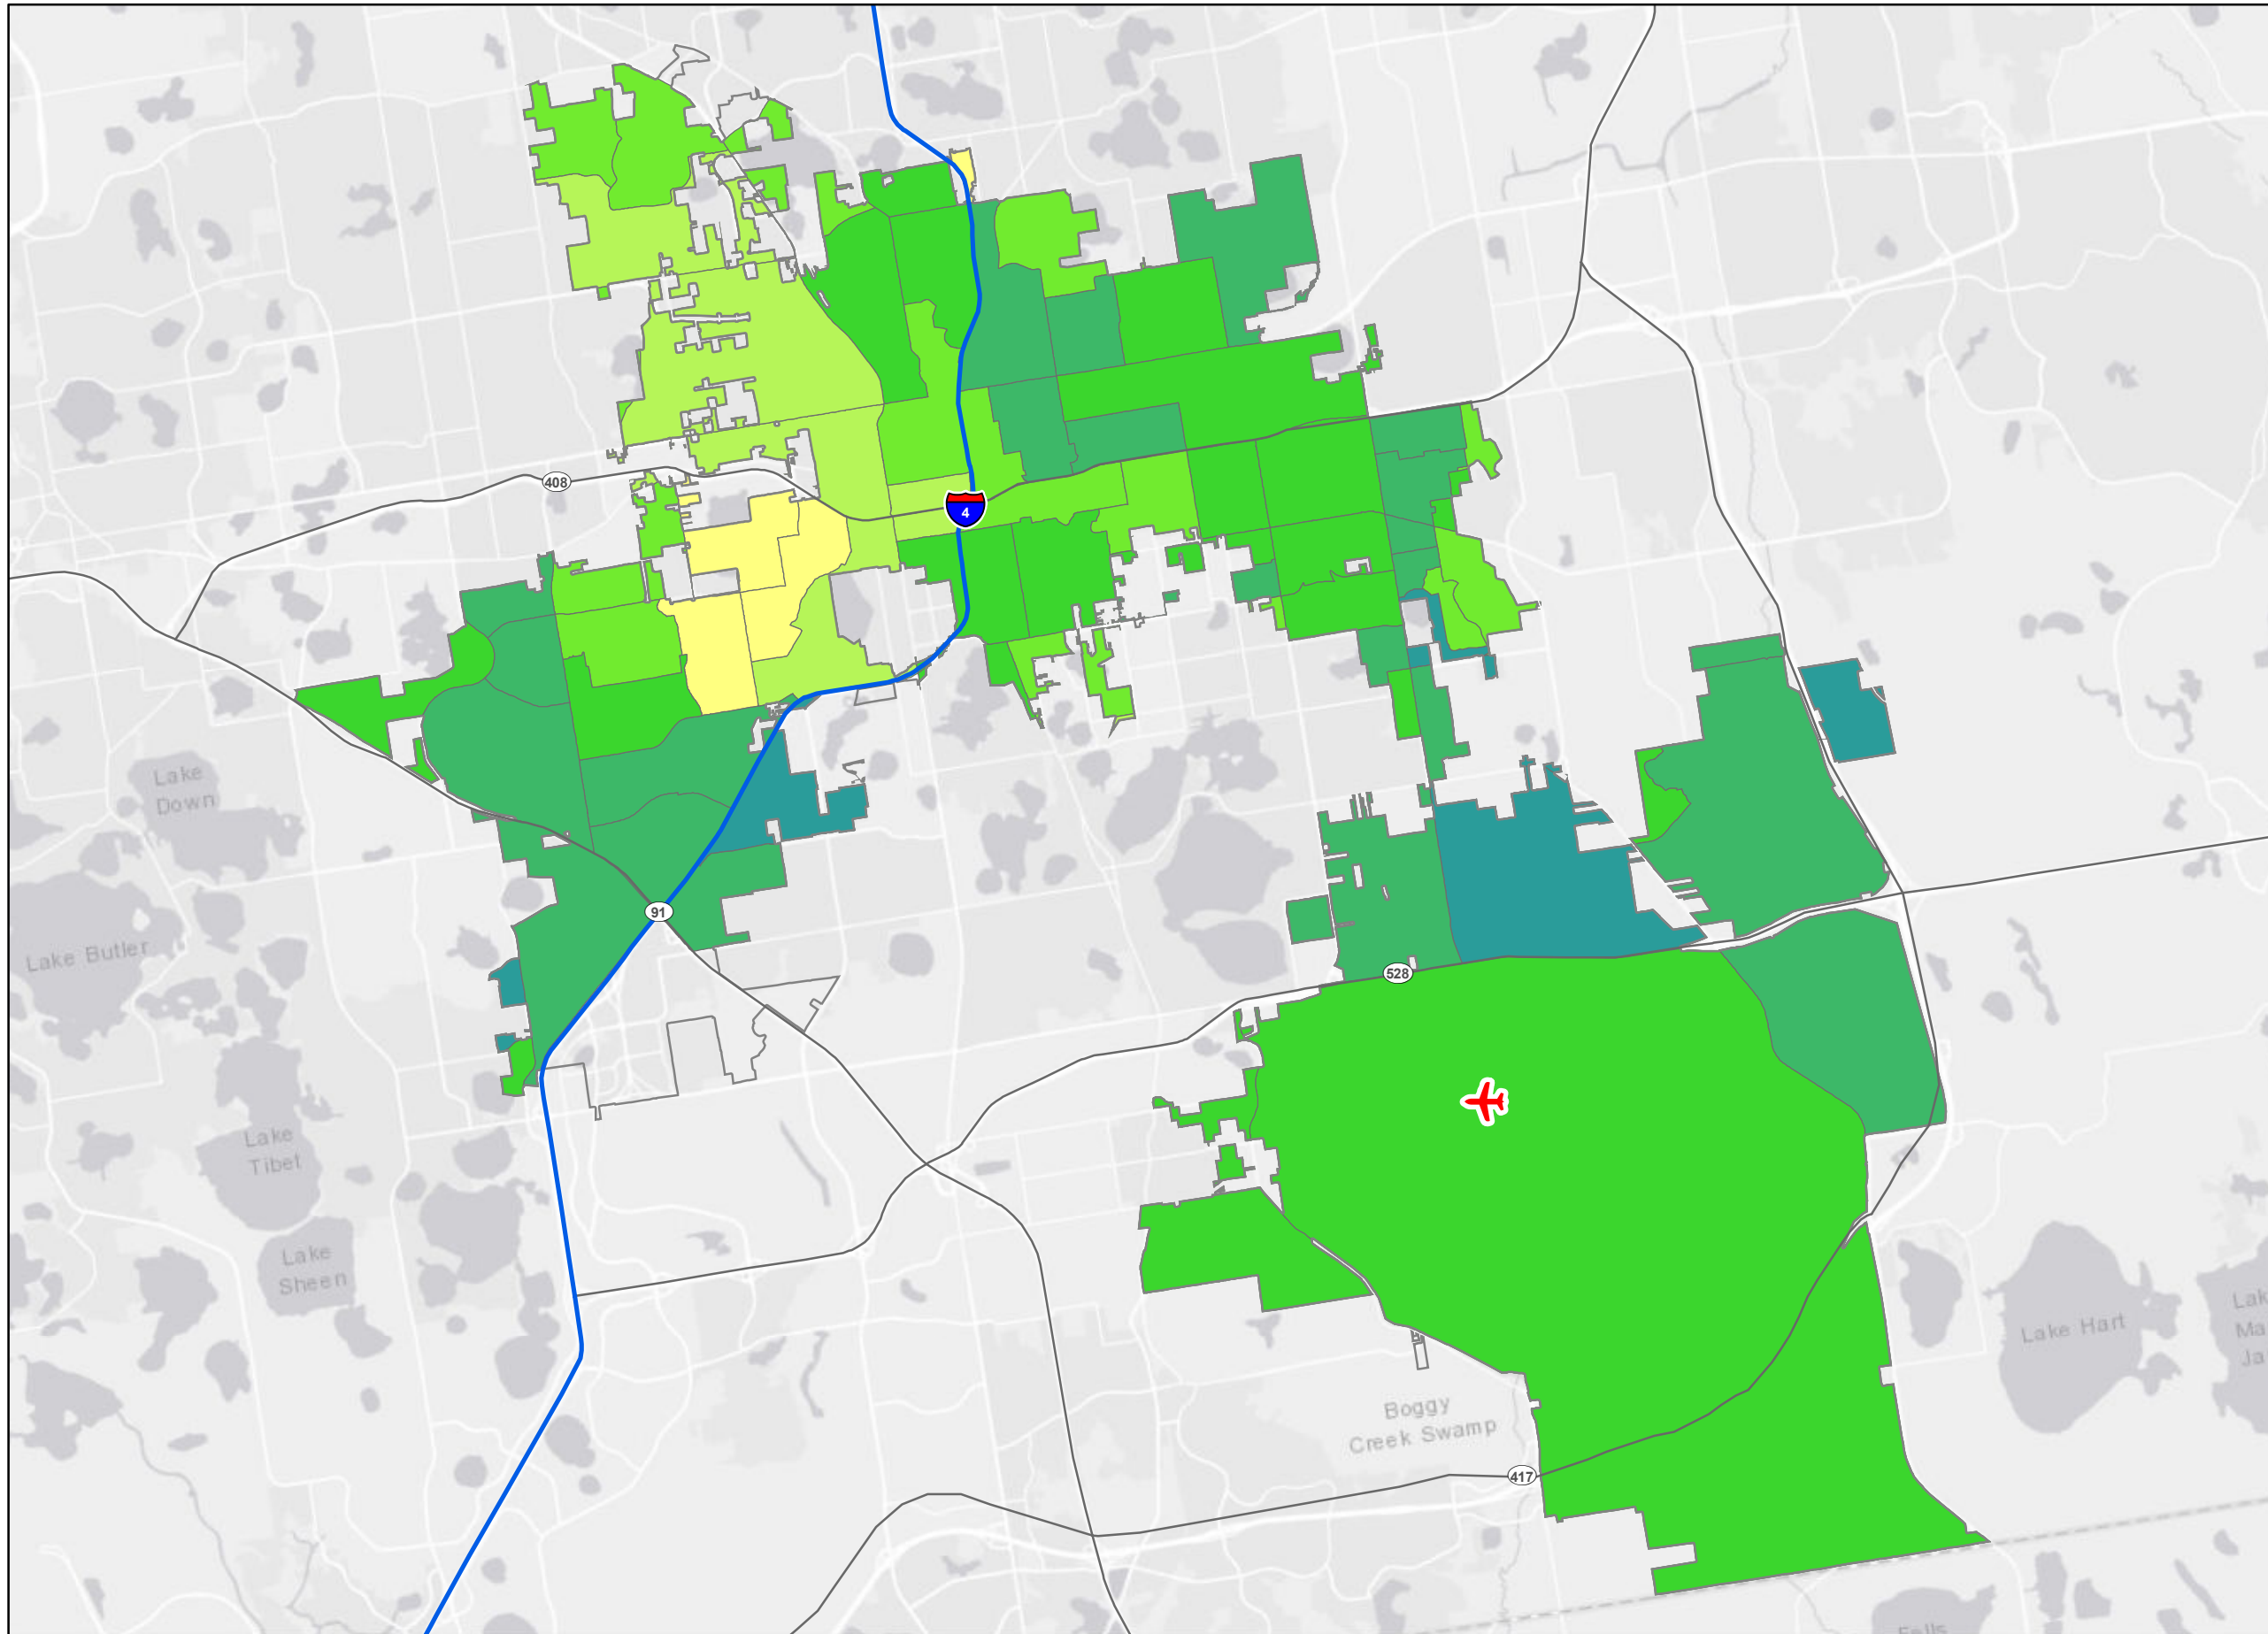 408
4
Lake
Down
91
Lake Butler
528
Lake
Tibet
Lake
Sheen
Lake Hart
Boggy
Creek Swamp
417